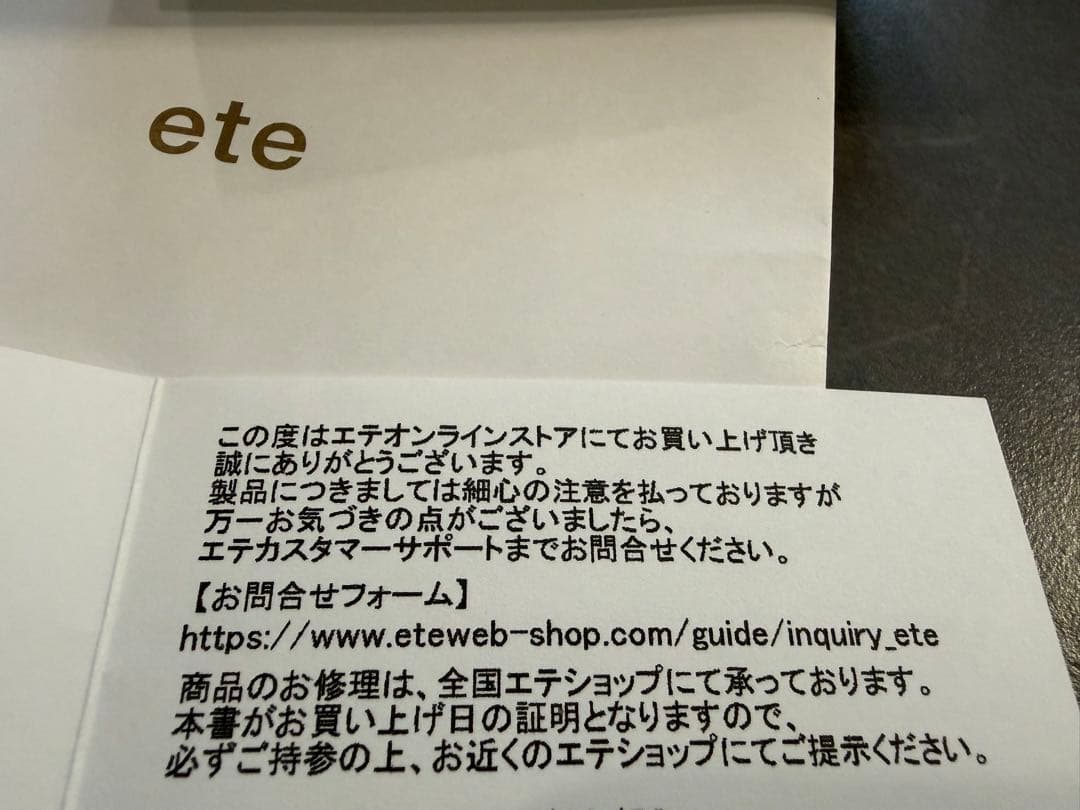 ete
この度はエテオンラインストアにてお買い上げ頂き
誠にありがとうございます。
製品につきましては細心の注意を払っておりますが
万一お気づきの点がございましたら、
エテカスタマーサポートまでお問合せください。
【お問合せフォーム】
https://www.eteweb-shop.com/guide/inquiry_ete
商品のお修理は、全国エテショップにて承っております。
本書がお買い上げ日の証明となりますので、
必ずご持参の上、お近くのエテショップにてご提示ください。